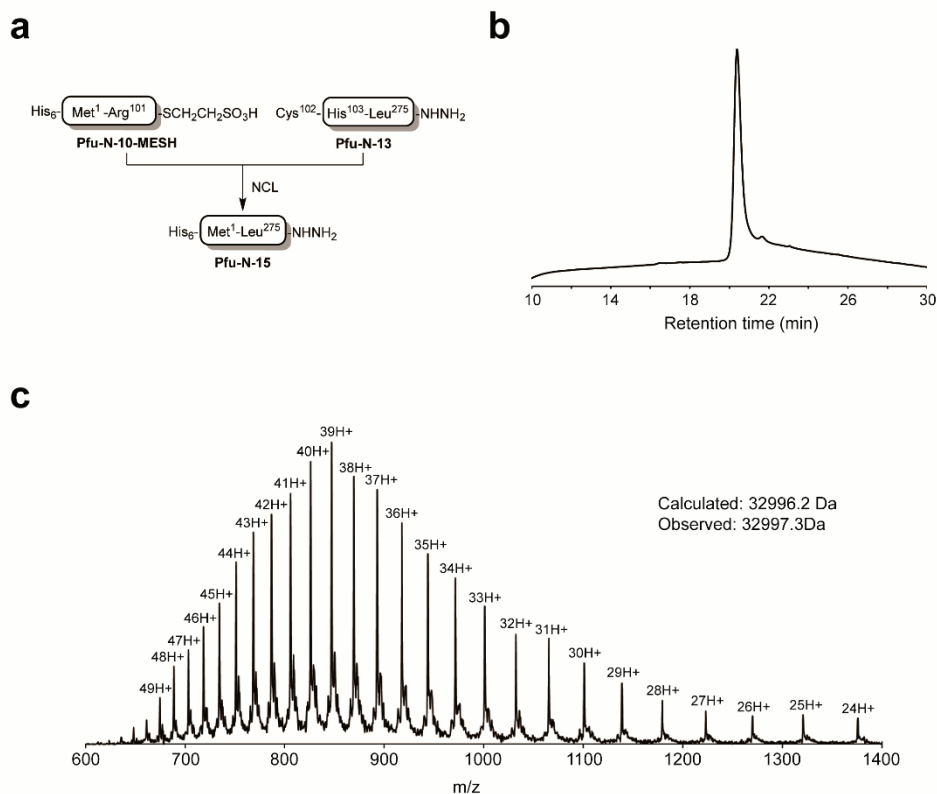 a
His₆- Met¹ -Arg¹⁰¹ -SCH₂CH₂SO₃H
Pfu-N-10-MESH
Cys¹⁰²- His¹⁰³-Leu²⁷⁵ -NHNH₂
Pfu-N-13
NCL
His₆- Met¹-Leu²⁷⁵ -NHNH₂
Pfu-N-15
b
10 14 18 22 26 30
Retention time (min)
c
49H+
48H+
47H+
46H+
45H+
44H+
43H+
42H+
41H+
40H+
39H+
38H+
37H+
36H+
35H+
34H+
33H+
32H+
31H+
30H+
29H+
28H+
27H+
26H+
25H+
24H+
Calculated: 32996.2 Da
Observed: 32997.3Da
600 700 800 900 1000 1100 1200 1300 1400
m/z